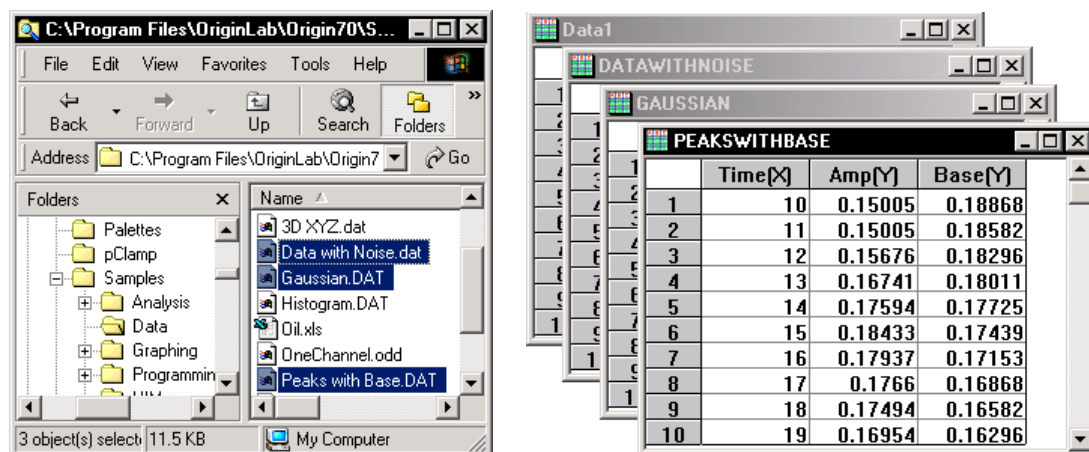 C:\Program Files\OriginLab\Origin70\S...
File Edit View Favorites Tools Help
Back Forward Up Search Folders »
Address C:\Program Files\OriginLab\Origin7 Go
Folders x
Palettes
pClamp
Samples
Analysis
Data
Graphing
Programmin
Name
3D XYZ.dat
Data with Noise.dat
Gaussian.DAT
Histogram.DAT
Oil.xls
OneChannel.odd
Peaks with Base.DAT
3 object(s) select 11.5 KB My Computer
Data1
DATAWITHNOISE
GAUSSIAN
PEAKSWITHBASE
Time(X) Amp(Y) Base(Y)
1 10 0.15005 0.18868
2 11 0.15005 0.18582
3 12 0.15676 0.18296
4 13 0.16741 0.18011
5 14 0.17594 0.17725
6 15 0.18433 0.17439
7 16 0.17937 0.17153
8 17 0.1766 0.16868
9 18 0.17494 0.16582
10 19 0.16954 0.16296